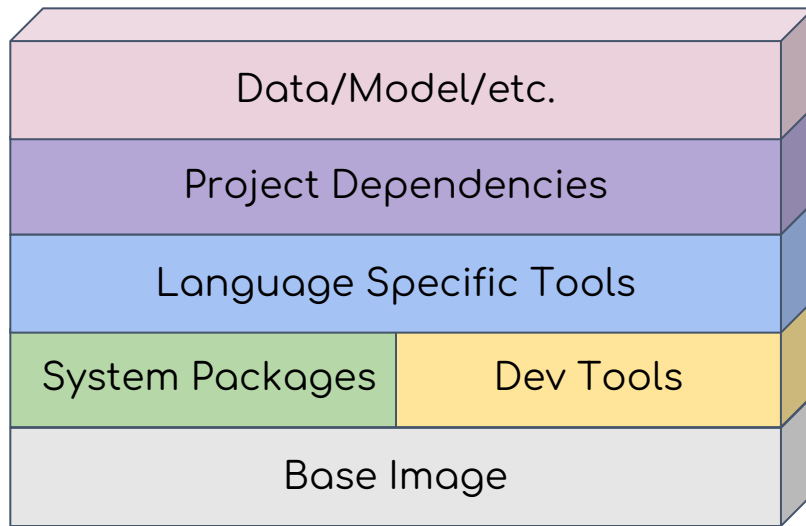 Data/Model/etc.
Project Dependencies
Language Specific Tools
System Packages
Dev Tools
Base Image